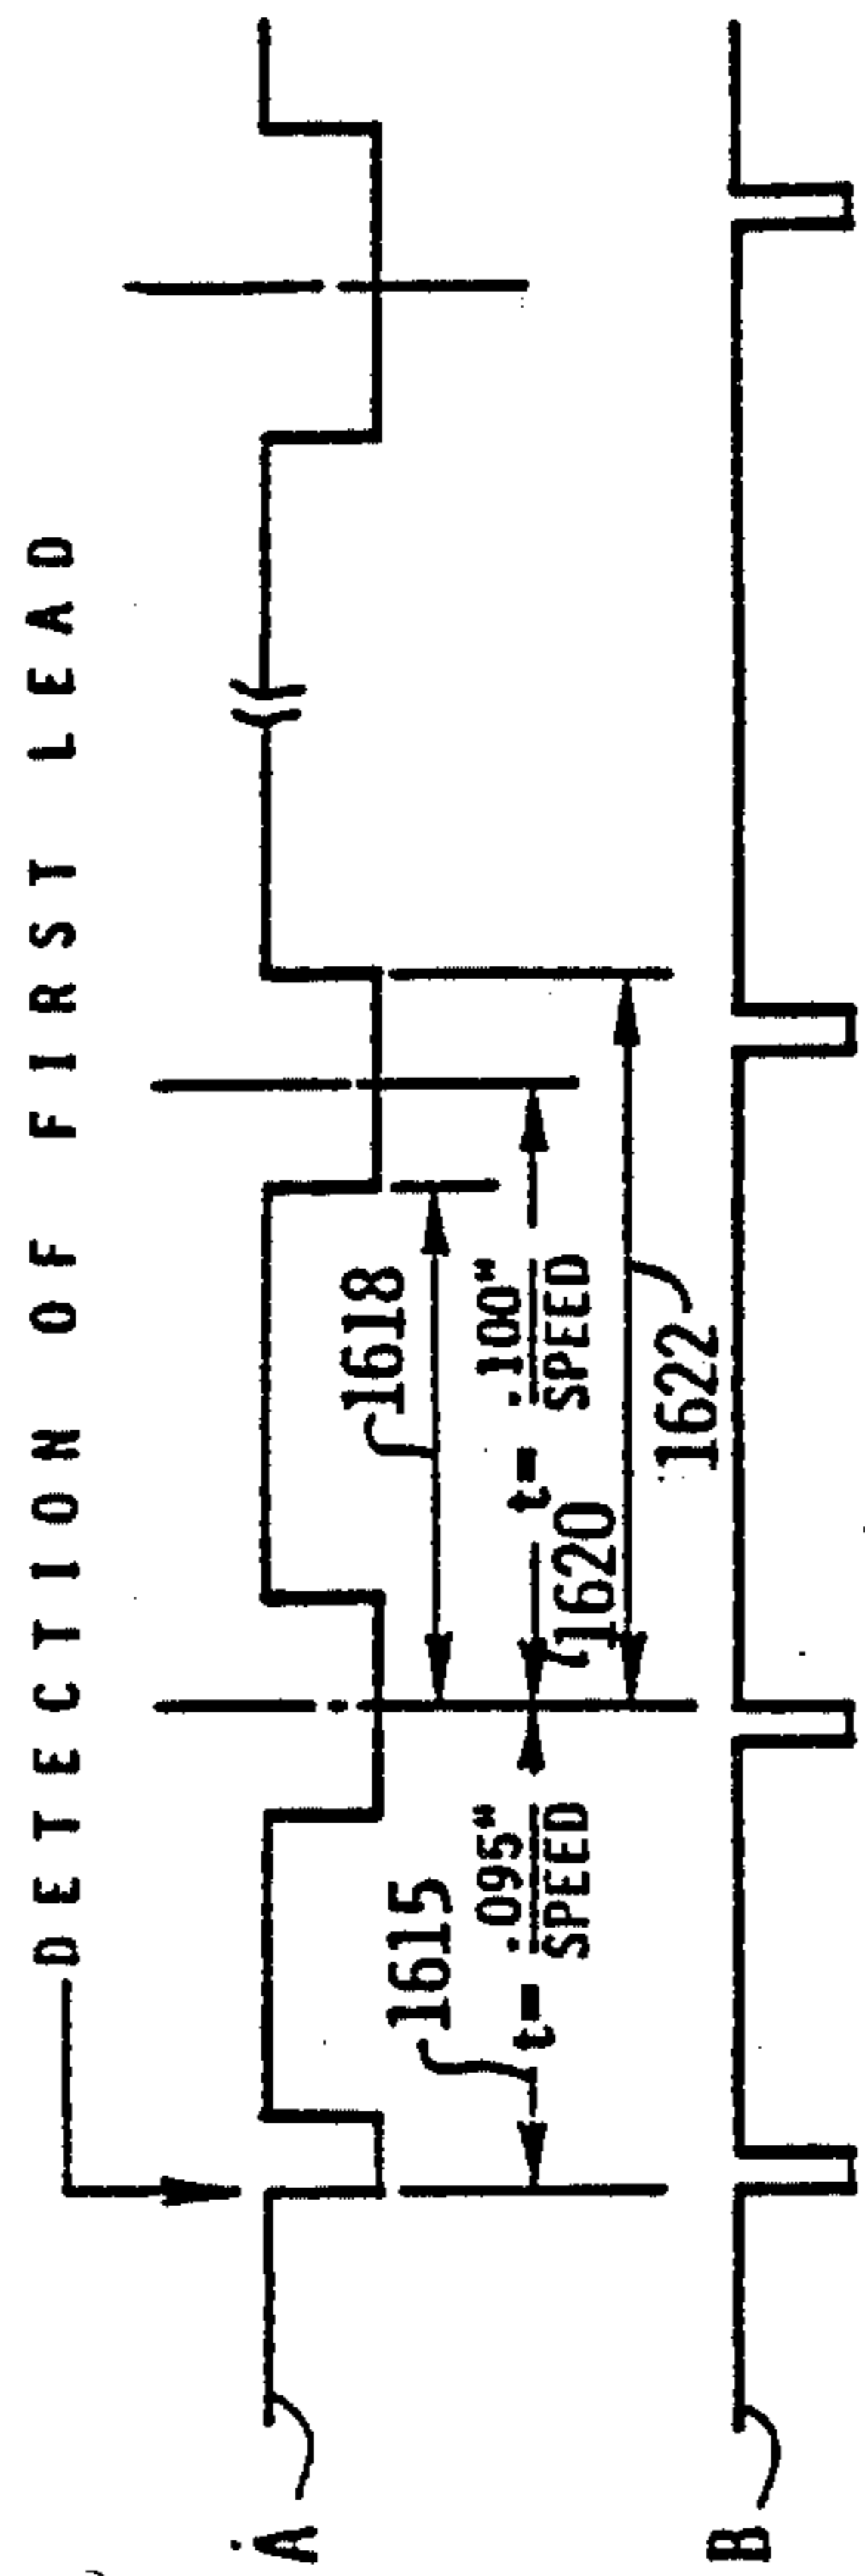 DETECTION OF FIRST LEAD
A
1615
t= .095"
SPEED
1618
t= .100"
SPEED
1620
1622
B